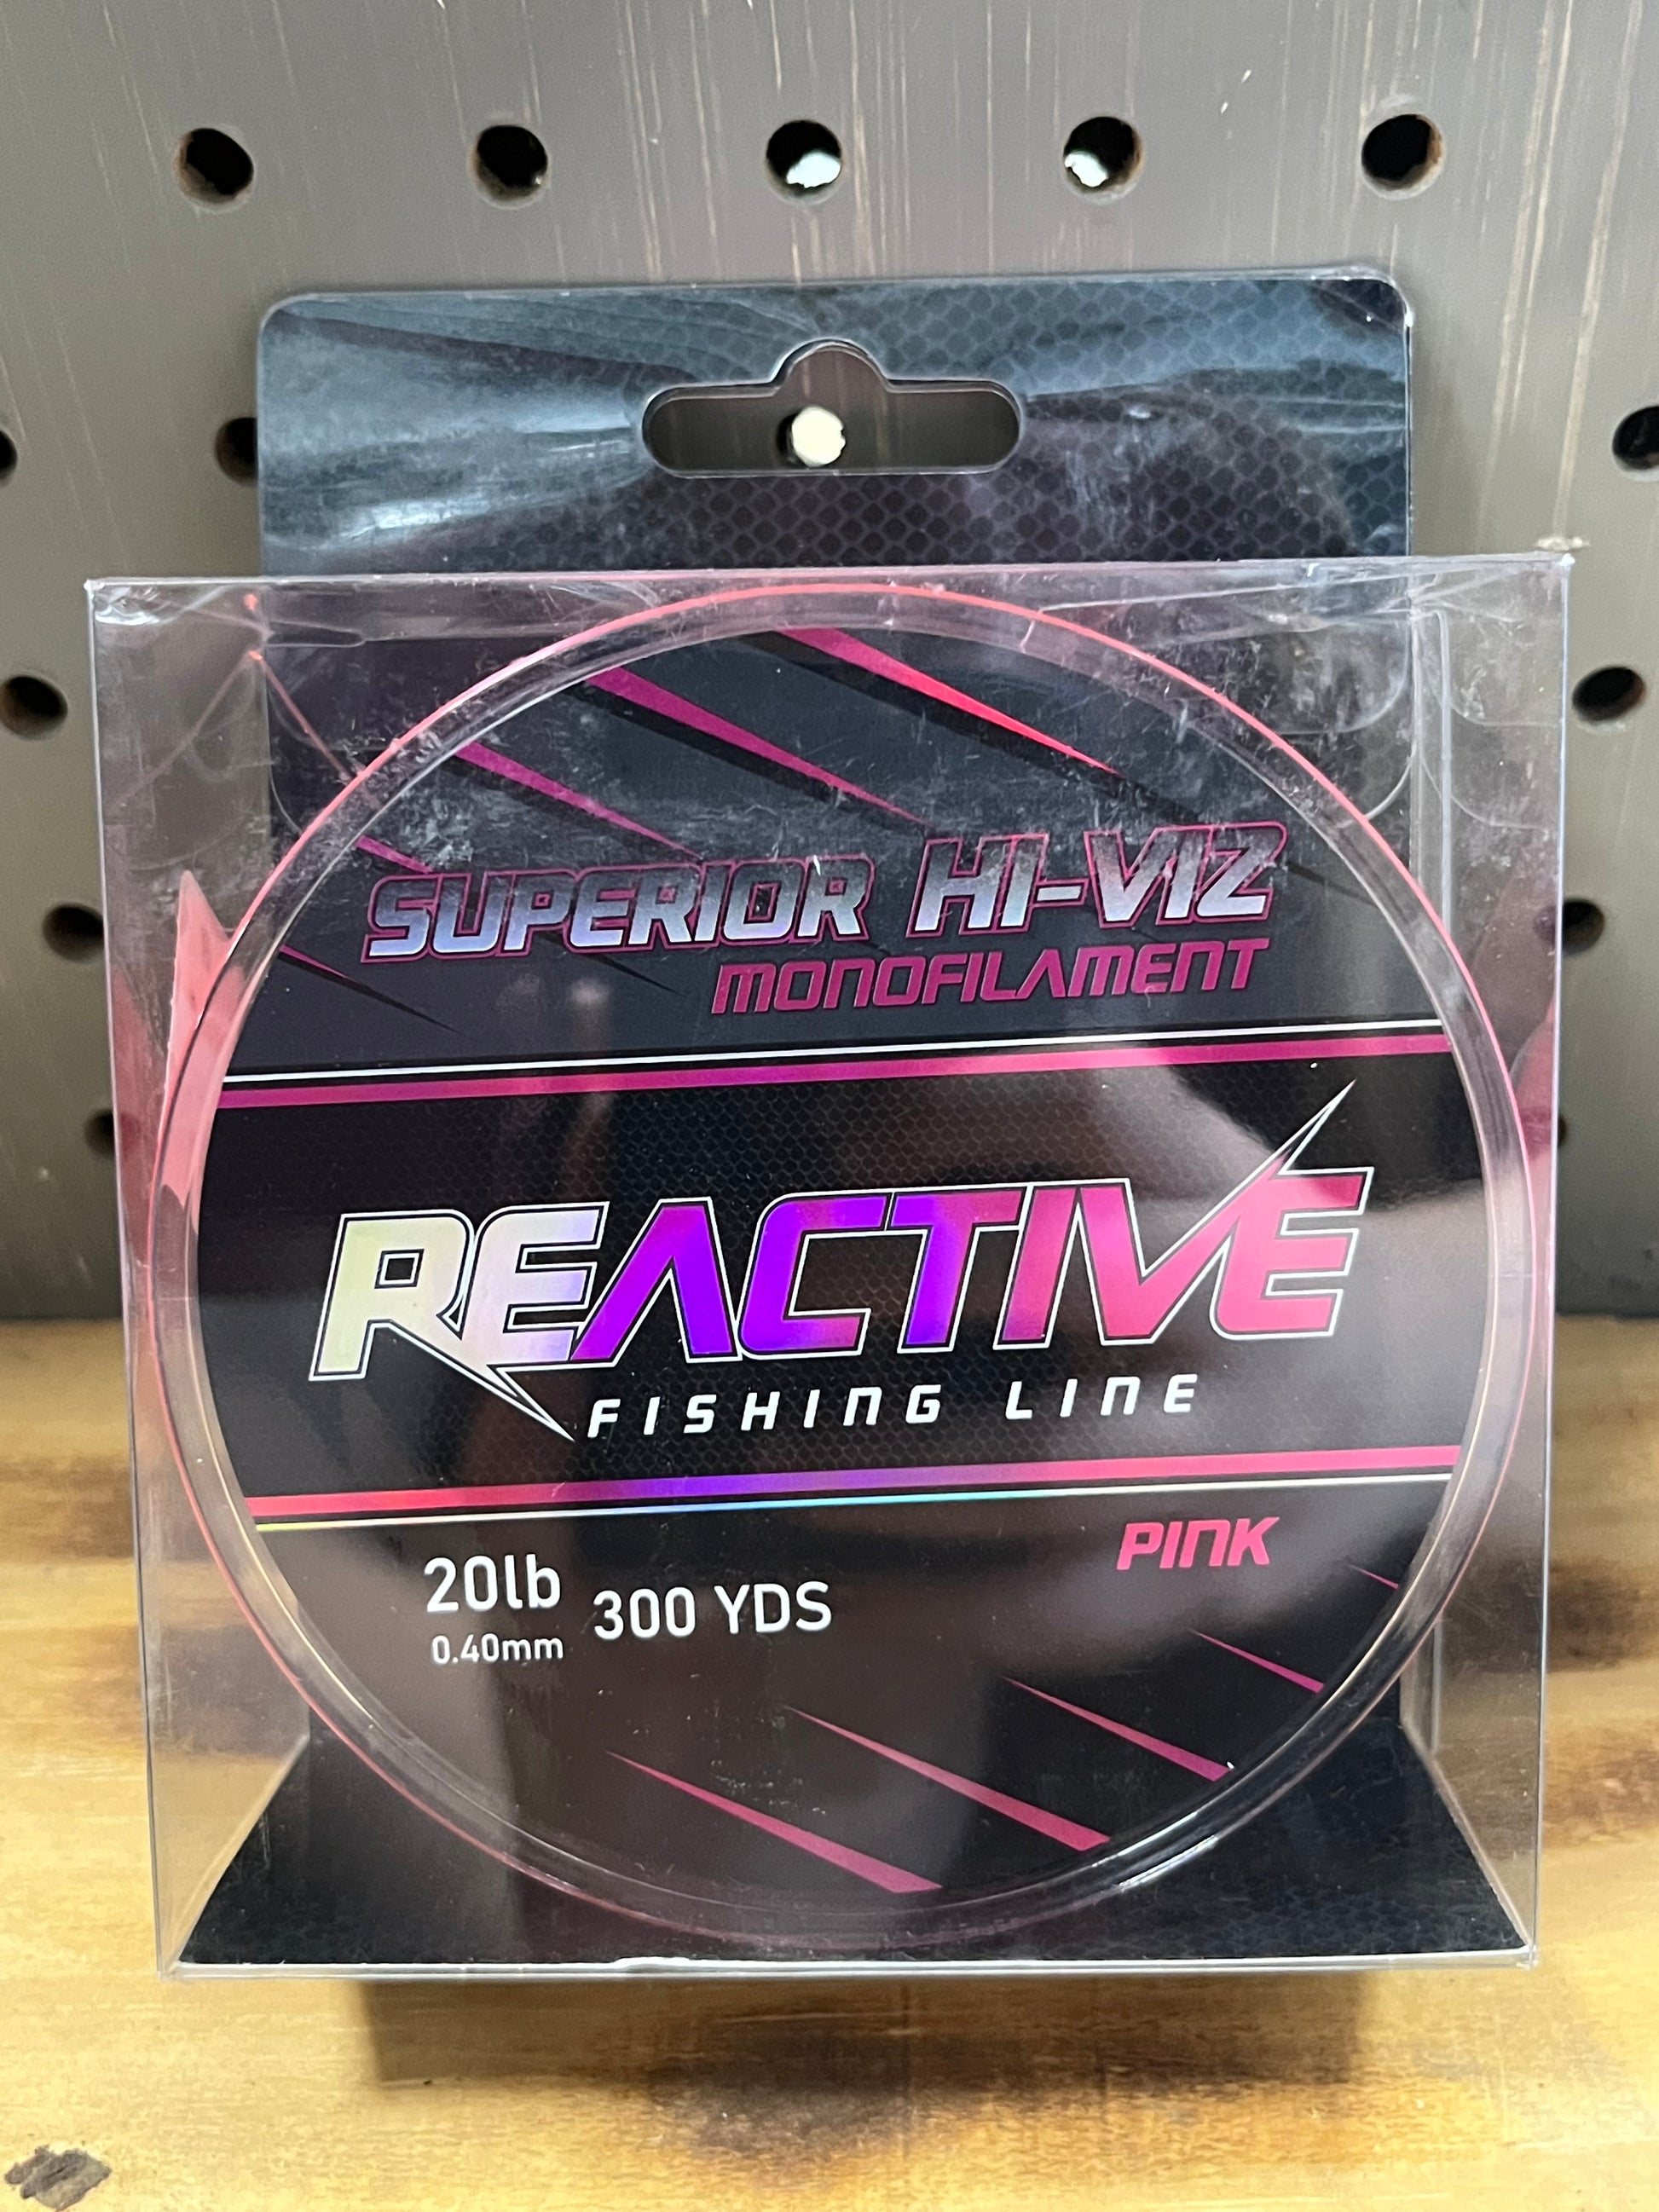 SUPERIOR HI-VIZ
MONOFILAMENT
REACTIVE
FISHING LINE
PINK
20lb 300 YDS
0.40mm